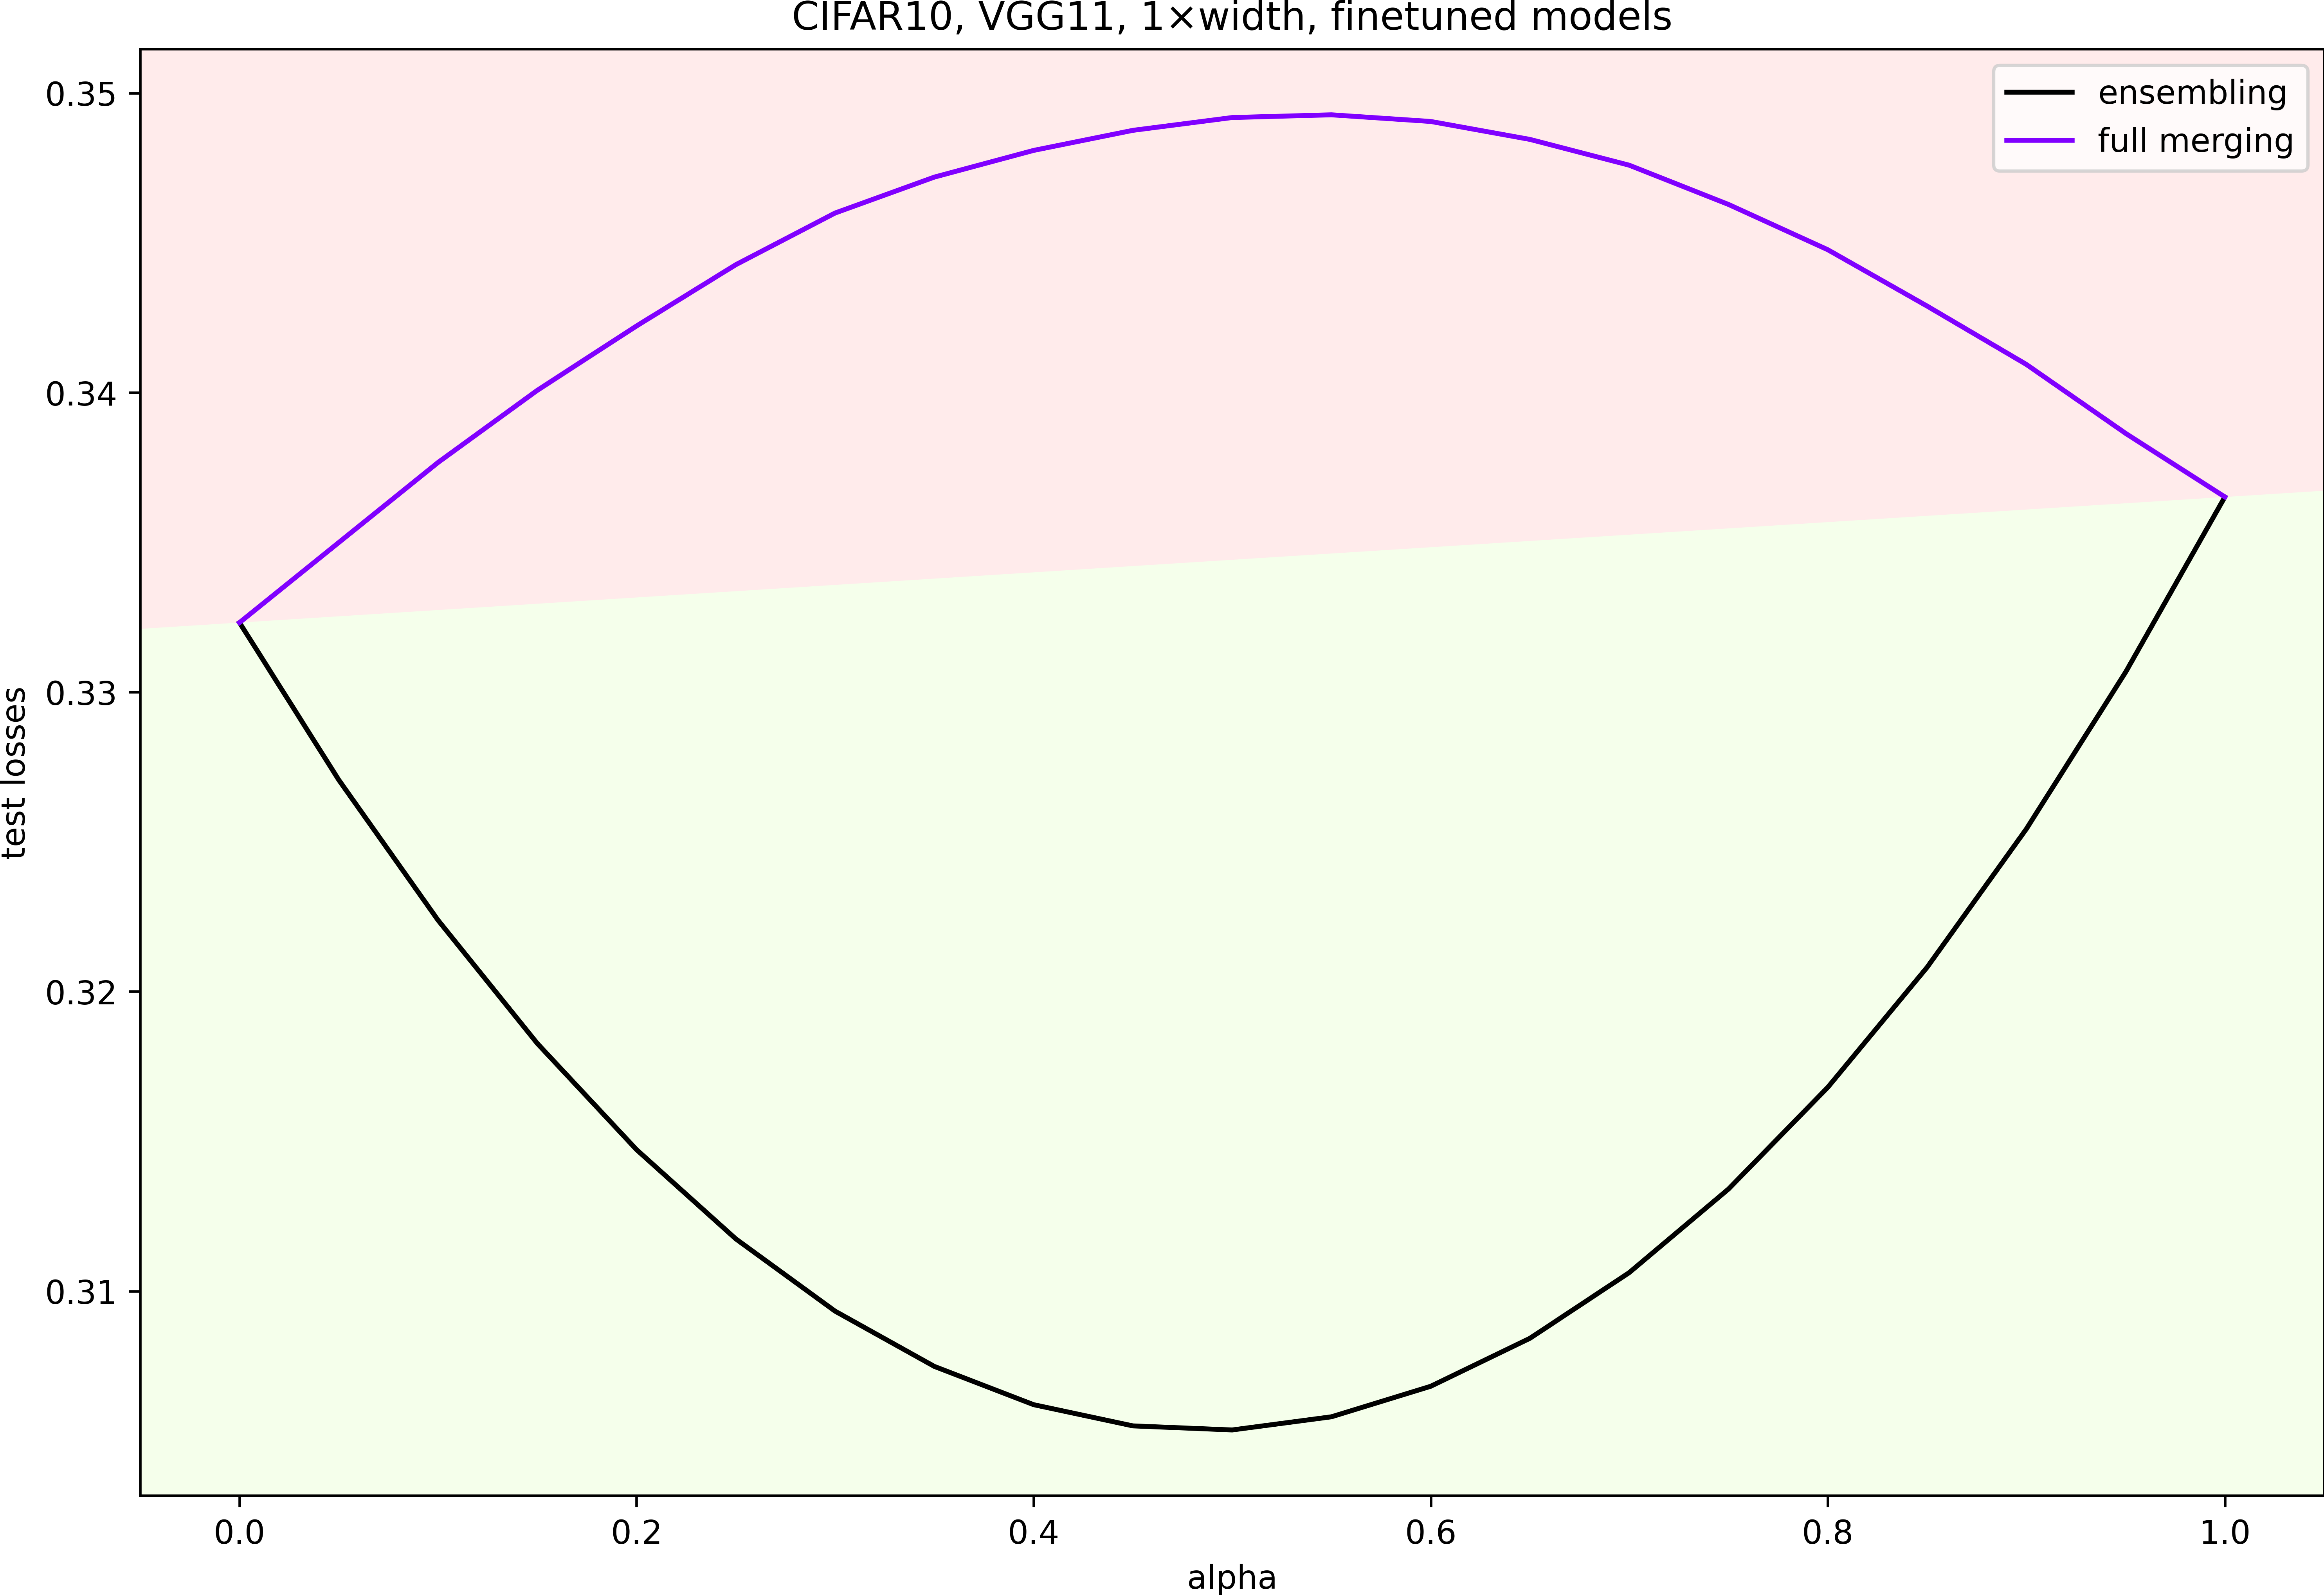 CIFAR10, VGG11, 1×width, finetuned models
ensembling
full merging
test losses
0.35
0.34
0.33
0.32
0.31
0.0 0.2 0.4 0.6 0.8 1.0
alpha